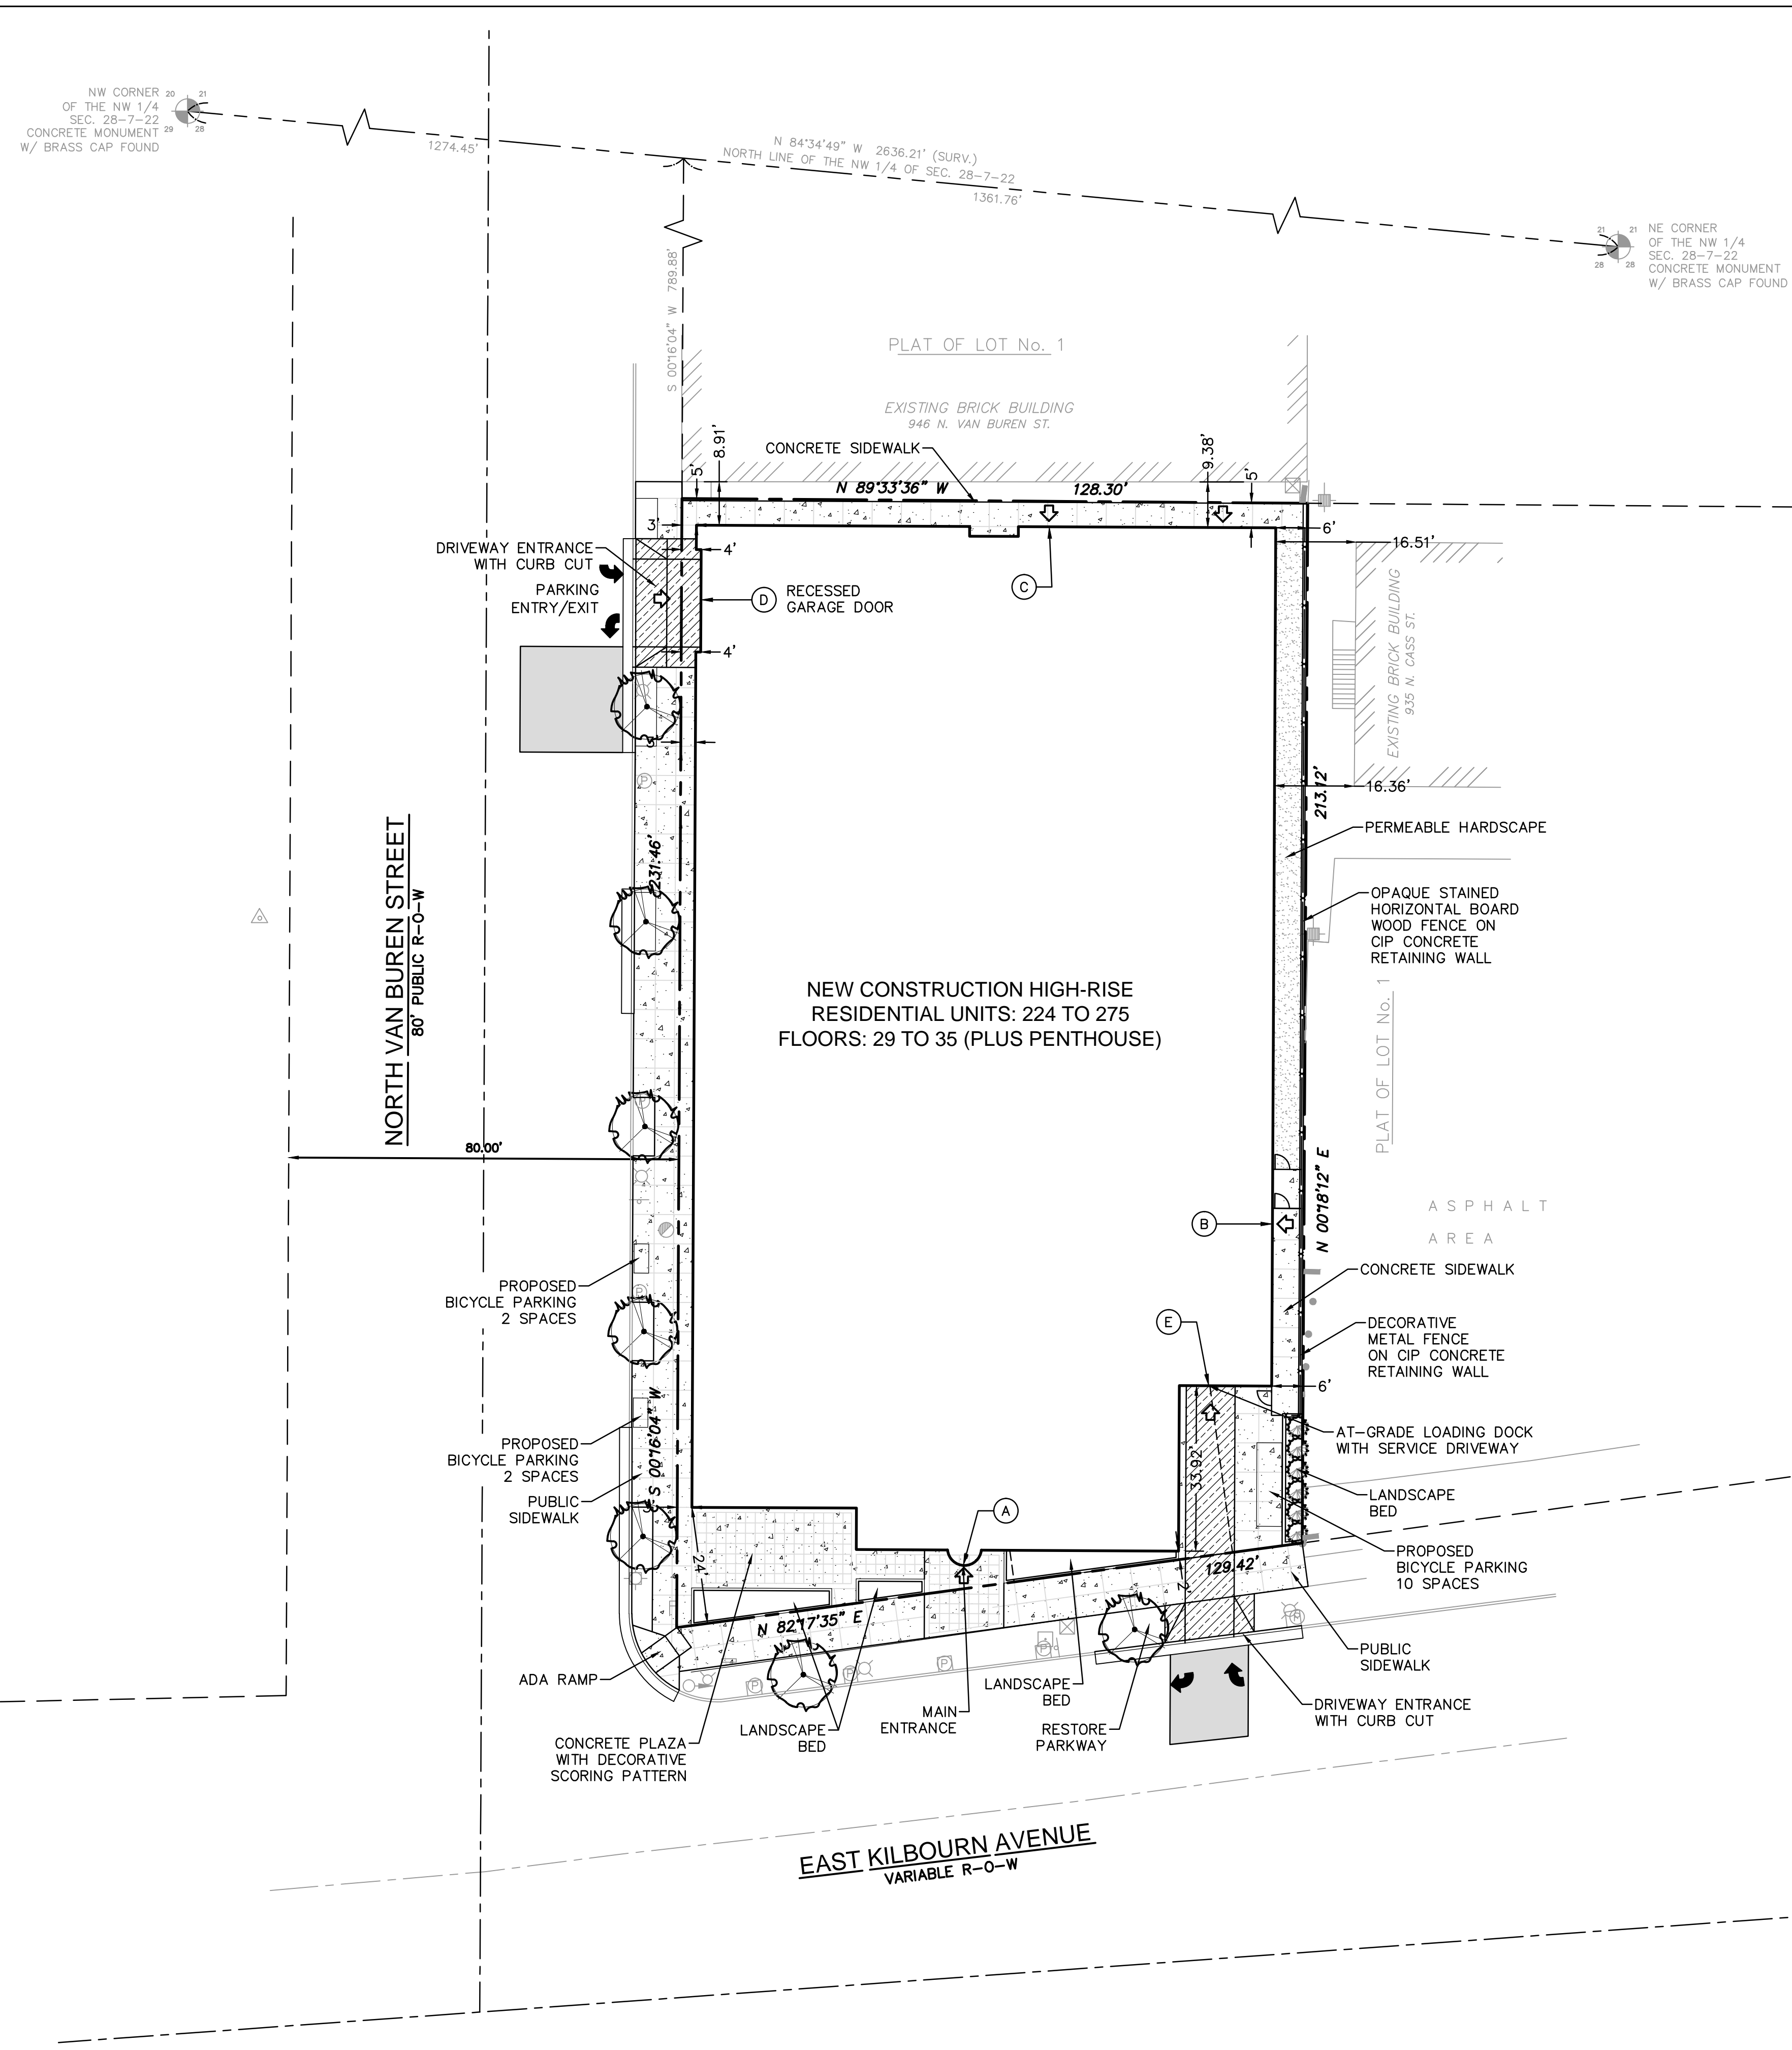 NW CORNER
OF THE NW 1/4
SEC. 28-7-22
CONCRETE MONUMENT
W/ BRASS CAP FOUND
20 21
29 28
1274.45'
N 84°34'49" W 2636.21' (SURV.)
NORTH LINE OF THE NW 1/4 OF SEC. 28-7-22
1361.76'
21 21
28 28
NE CORNER
OF THE NW 1/4
SEC. 28-7-22
CONCRETE MONUMENT
W/ BRASS CAP FOUND
S 00°16'04" W 789.88'
PLAT OF LOT No. 1
EXISTING BRICK BUILDING
946 N. VAN BUREN ST.
CONCRETE SIDEWALK
5'
8.91'
9.38'
5'
N 89°33'36" W 128.30'
3'
6'
4'
16.51'
DRIVEWAY ENTRANCE
WITH CURB CUT
PARKING
ENTRY/EXIT
D
RECESSED
GARAGE DOOR
C
4'
EXISTING BRICK BUILDING
935 N. CASS ST.
3'
P
16.36'
213.12'
PERMEABLE HARDSCAPE
231.46'
OPAQUE STAINED
HORIZONTAL BOARD
WOOD FENCE ON
CIP CONCRETE
RETAINING WALL
NORTH VAN BUREN STREET
80' PUBLIC R-O-W
NEW CONSTRUCTION HIGH-RISE
RESIDENTIAL UNITS: 224 TO 275
FLOORS: 29 TO 35 (PLUS PENTHOUSE)
PLAT OF LOT No. 1
P
80.00'
N 00°18'12" E
B
ASPHALT
AREA
PROPOSED
BICYCLE PARKING
2 SPACES
P
CONCRETE SIDEWALK
E
DECORATIVE
METAL FENCE
ON CIP CONCRETE
RETAINING WALL
6'
S 00°16'04" W
PROPOSED
BICYCLE PARKING
2 SPACES
PUBLIC
SIDEWALK
3'
AT-GRADE LOADING DOCK
WITH SERVICE DRIVEWAY
33.92'
LANDSCAPE
BED
A
24'
2'
129.42'
PROPOSED
BICYCLE PARKING
10 SPACES
N 82°17'35" E
P
P
P
P
P
ADA RAMP
PUBLIC
SIDEWALK
CONCRETE PLAZA
WITH DECORATIVE
SCORING PATTERN
LANDSCAPE
BED
MAIN
ENTRANCE
LANDSCAPE
BED
RESTORE
PARKWAY
DRIVEWAY ENTRANCE
WITH CURB CUT
EAST KILBOURN AVENUE
VARIABLE R-O-W